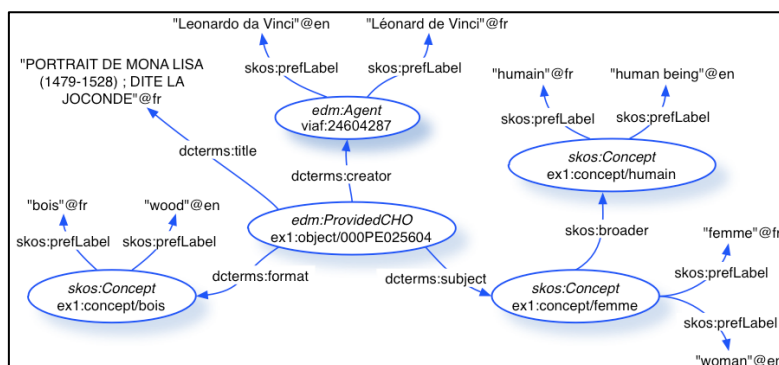 "Leonardo da Vinci"@en
"Léonard de Vinci"@fr
"PORTRAIT DE MONA LISA
(1479-1528) ; DITE LA
JOCONDE"@fr
skos:prefLabel
skos:prefLabel
"humain"@fr
"human being"@en
edm:Agent
viaf:24604287
skos:prefLabel
skos:prefLabel
dcterms:title
skos:Concept
ex1:concept/humain
dcterms:creator
"bois"@fr
"wood"@en
edm:ProvidedCHO
ex1:object/000PE025604
skos:broader
"femme"@fr
skos:prefLabel
skos:prefLabel
dcterms:format
dcterms:subject
skos:prefLabel
skos:Concept
ex1:concept/bois
skos:Concept
ex1:concept/femme
skos:prefLabel
"woman"@en